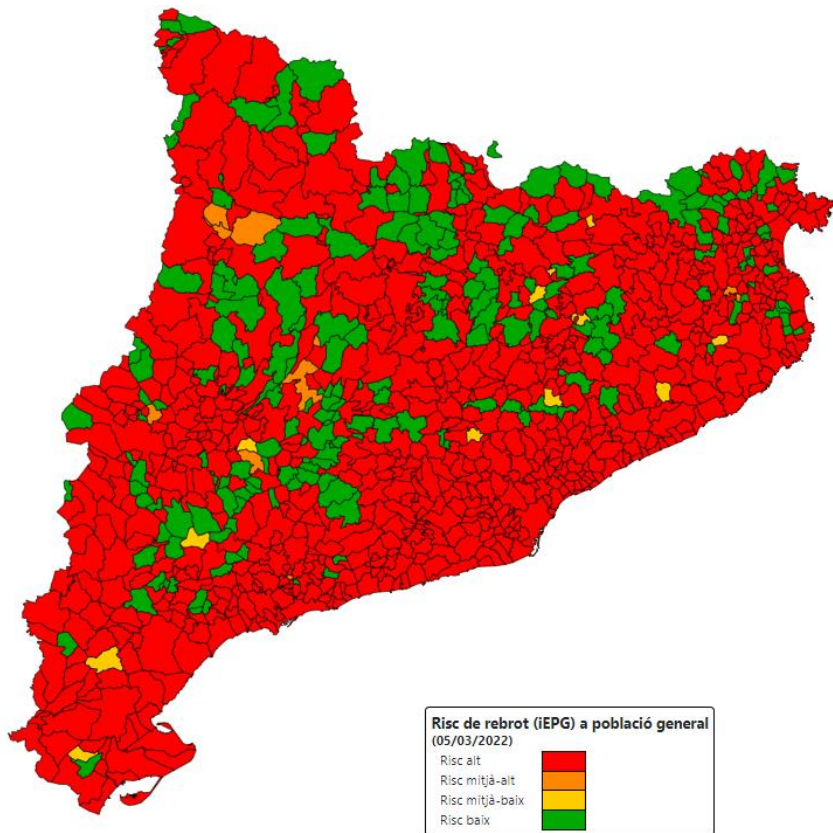 Risc de rebrot (iEPG) a població general
(05/03/2022)
Risc alt
Risc mitjà-alt
Risc mitjà-baix
Risc baix